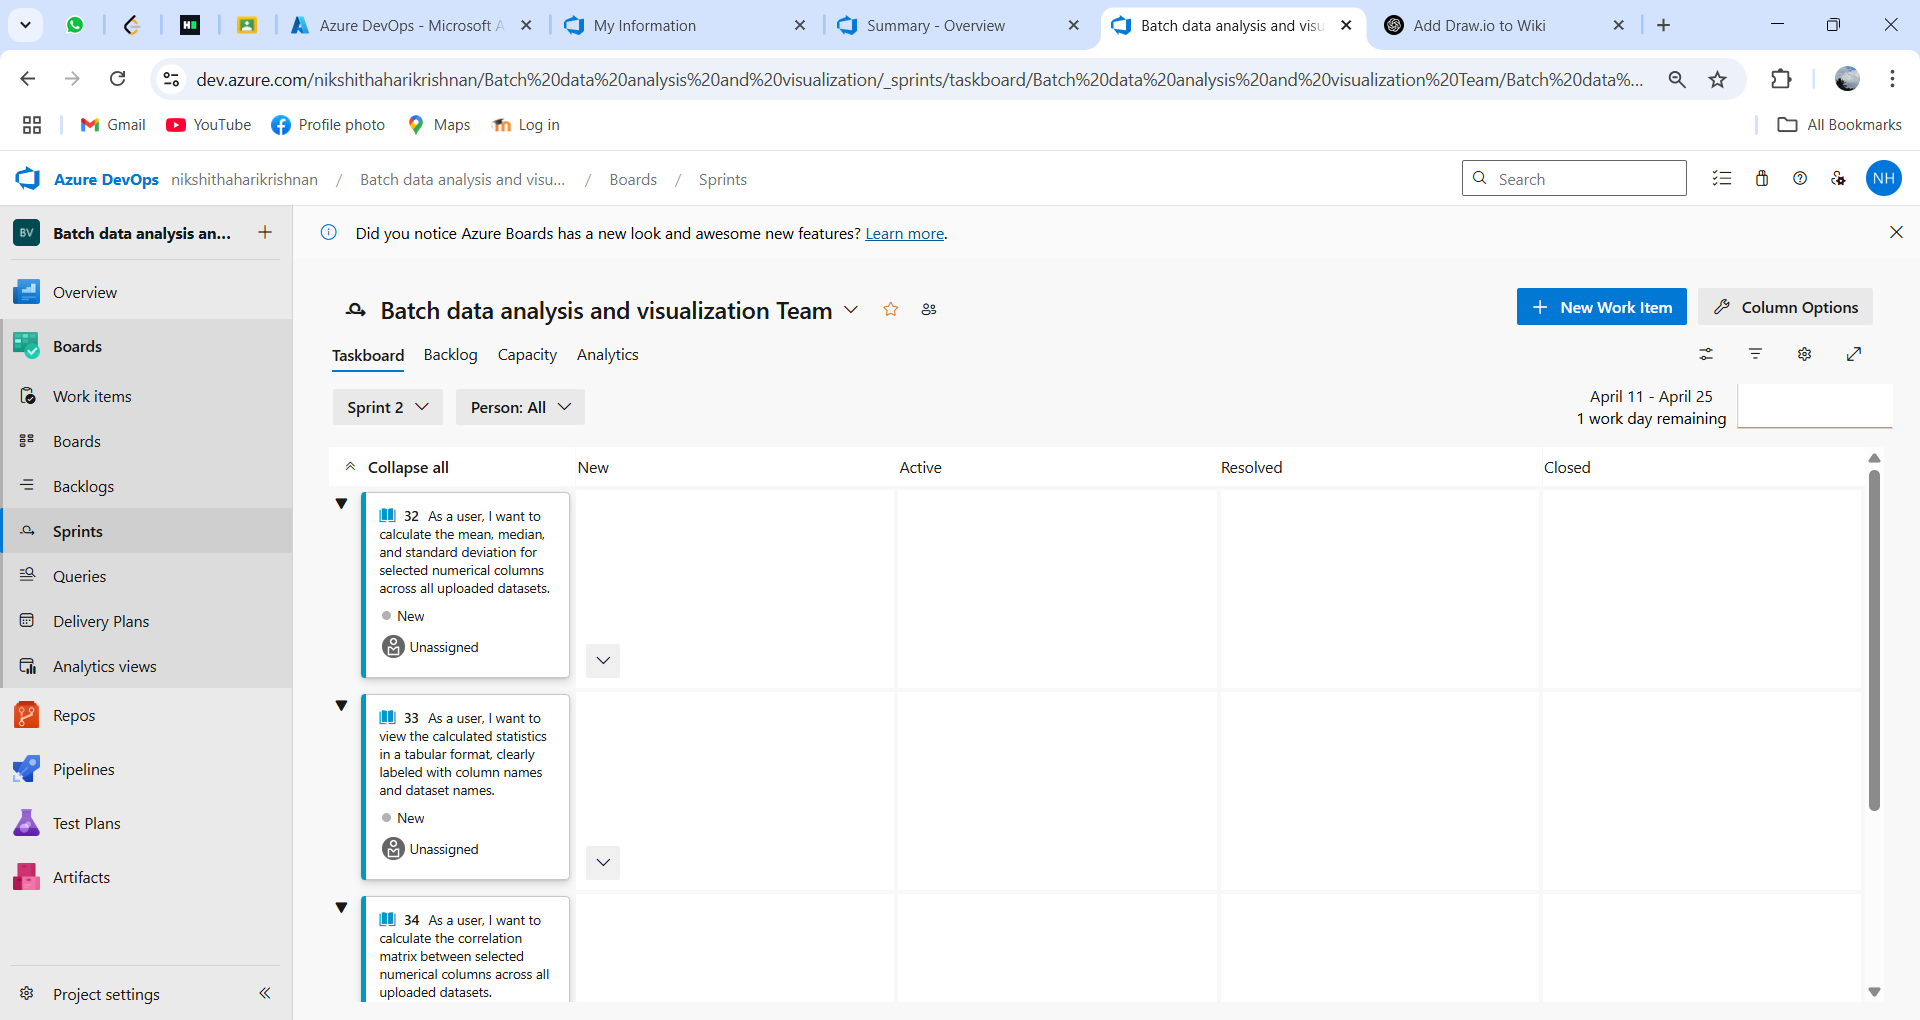 Azure DevOps - Microsoft A
My Information
Summary - Overview
Batch data analysis and visu
Add Draw.io to Wiki
dev.azure.com/nikshithaharikrishnan/Batch%20data%20analysis%20and%20visualization/_sprints/taskboard/Batch%20data%20analysis%20and%20visualization%20Team/Batch%20data%...
Gmail
YouTube
Profile photo
Maps
Log in
All Bookmarks
Azure DevOps nikshithaharikrishnan / Batch data analysis and visu... / Boards / Sprints
Search
NH
BV Batch data analysis an...
Did you notice Azure Boards has a new look and awesome new features? Learn more.
Overview
Boards
Work items
Boards
Backlogs
Sprints
Queries
Delivery Plans
Analytics views
Repos
Pipelines
Test Plans
Artifacts
Project settings
Batch data analysis and visualization Team
New Work Item
Column Options
Taskboard Backlog Capacity Analytics
Sprint 2
Person: All
April 11 - April 25
1 work day remaining
Collapse all New Active Resolved Closed
32 As a user, I want to
calculate the mean, median,
and standard deviation for
selected numerical columns
across all uploaded datasets.
New
Unassigned
33 As a user, I want to
view the calculated statistics
in a tabular format, clearly
labeled with column names
and dataset names.
New
Unassigned
34 As a user, I want to
calculate the correlation
matrix between selected
numerical columns across all
uploaded datasets.